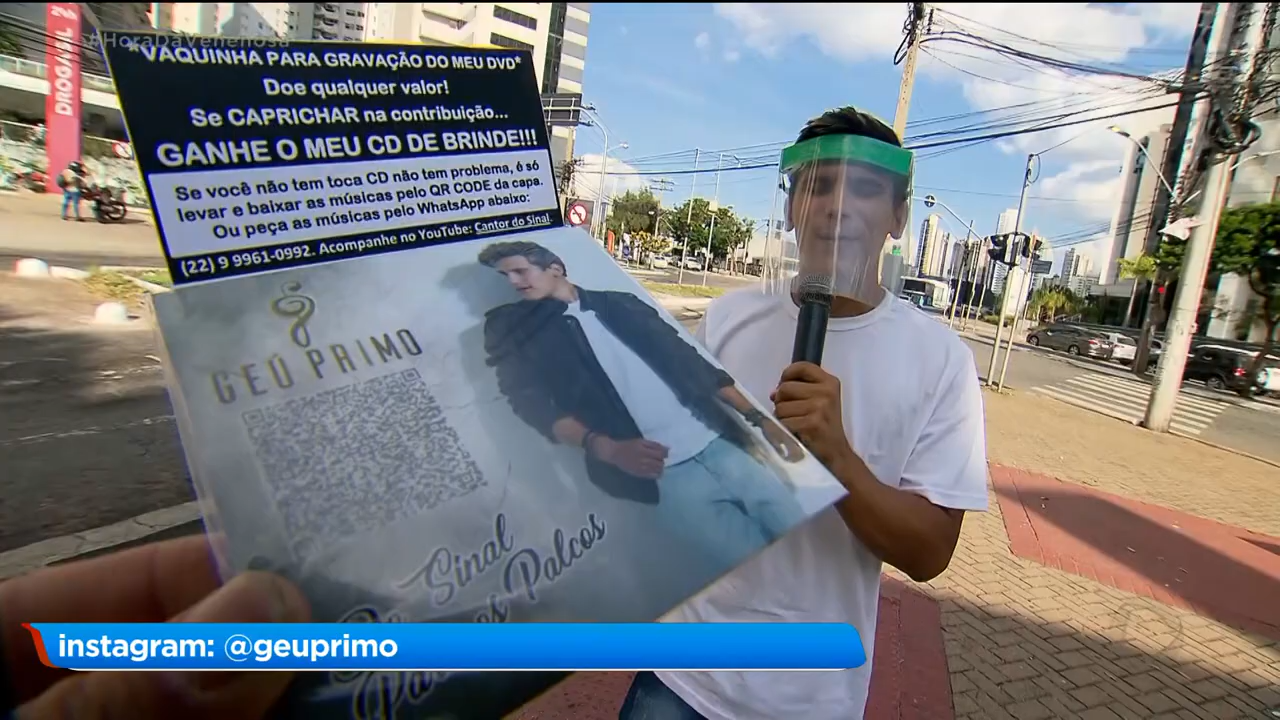 #HoraDaVenenosa
DROGASIL
*VAQUINHA PARA GRAVAÇÃO DO MEU DVD*
Doe qualquer valor!
Se CAPRICHAR na contribuição...
GANHE O MEU CD DE BRINDE!!!
Se você não tem toca CD não tem problema, é só
levar e baixar as músicas pelo QR CODE da capa.
Ou peça as músicas pelo WhatsApp abaixo:
(22) 9 9961-0992. Acompanhe no YouTube: Cantor do Sinal.
GEÚ PRIMO
Do Sinal
Palcos
instagram: @geuprimo